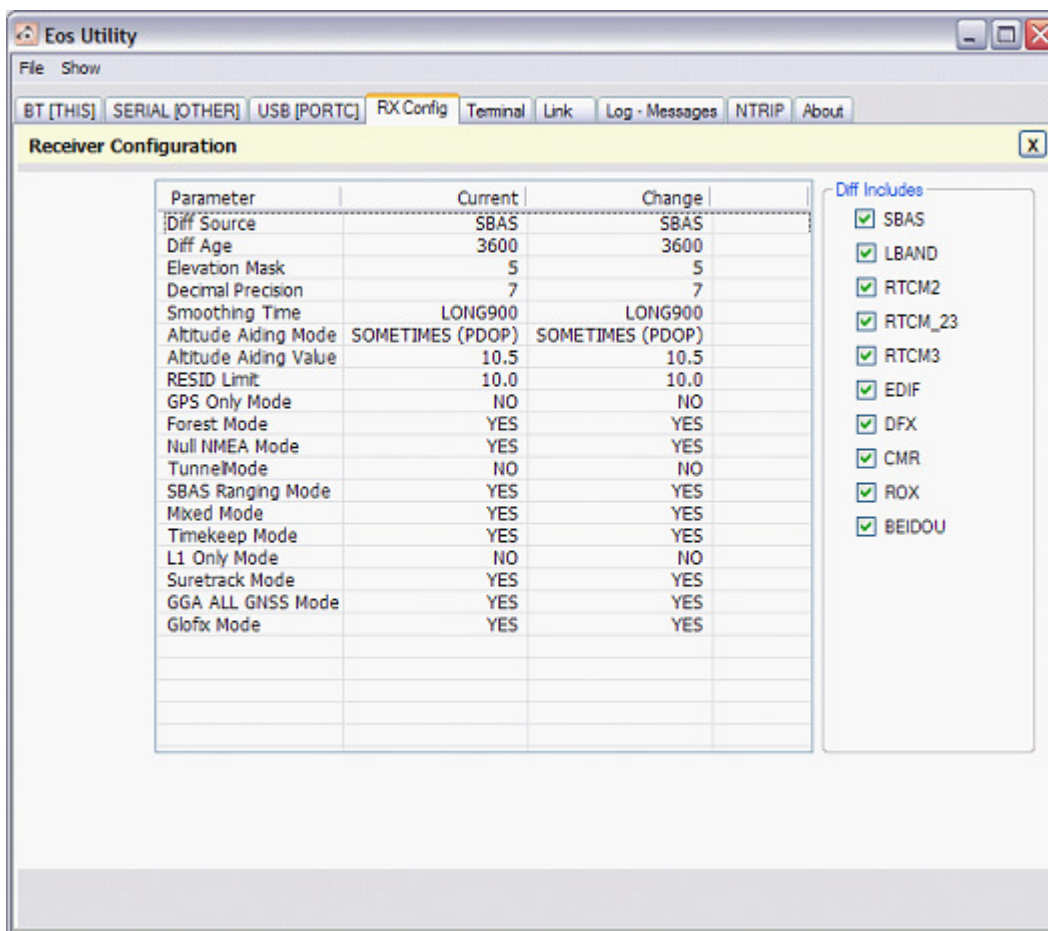 Eos Utility
File Show
BT [THIS] SERIAL [OTHER] USB [PORTC] RX Config Terminal Link Log - Messages NTRIP About
Receiver Configuration X
Parameter Current Change
Diff Source SBAS SBAS
Diff Age 3600 3600
Elevation Mask 5 5
Decimal Precision 7 7
Smoothing Time LONG900 LONG900
Altitude Aiding Mode SOMETIMES (PDOP) SOMETIMES (PDOP)
Altitude Aiding Value 10.5 10.5
RESID Limit 10.0 10.0
GPS Only Mode NO NO
Forest Mode YES YES
Null NMEA Mode YES YES
TunnelMode NO NO
SBAS Ranging Mode YES YES
Mixed Mode YES YES
Timekeep Mode YES YES
L1 Only Mode NO NO
Suretrack Mode YES YES
GGA ALL GNSS Mode YES YES
Glofix Mode YES YES
Diff Includes
SBAS
LBAND
RTCM2
RTCM_23
RTCM3
EDIF
DFX
CMR
ROX
BEIDOU